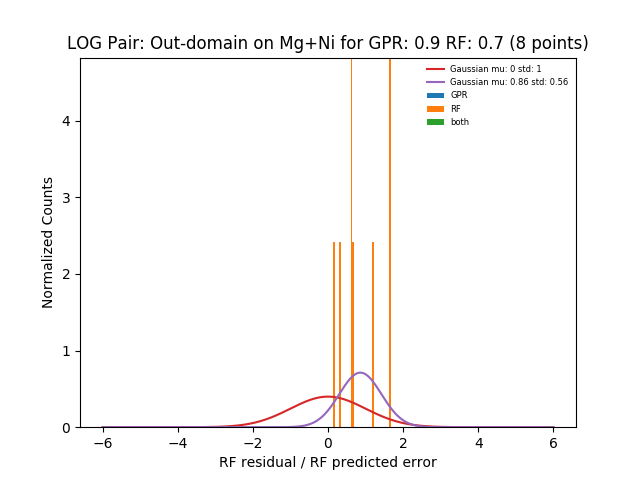 LOG Pair: Out-domain on Mg+Ni for GPR: 0.9 RF: 0.7 (8 points)
Gaussian mu: 0 std: 1
Gaussian mu: 0.86 std: 0.56
GPR
RF
both
Normalized Counts
4
3
2
1
0
−6
−4
−2
0
2
4
6
RF residual / RF predicted error